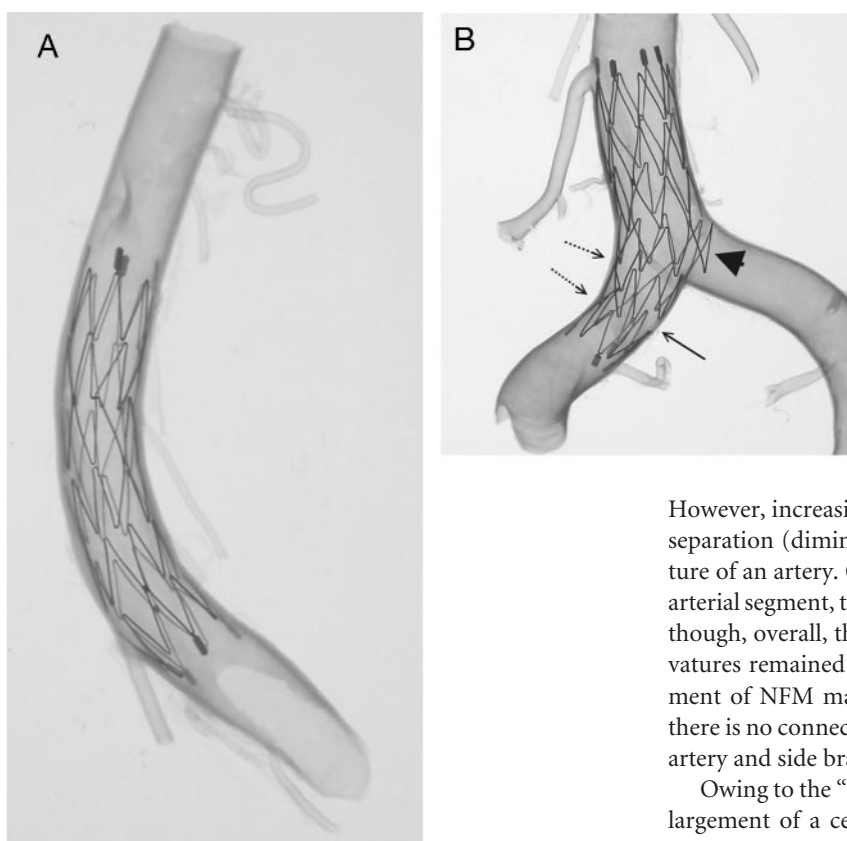 A
B
However, increasi
separation (dimin
ture of an artery. C
arterial segment, t
though, overall, th
vatures remained
ment of NFM ma
there is no connec
artery and side bra
Owing to the “
largement of a ce